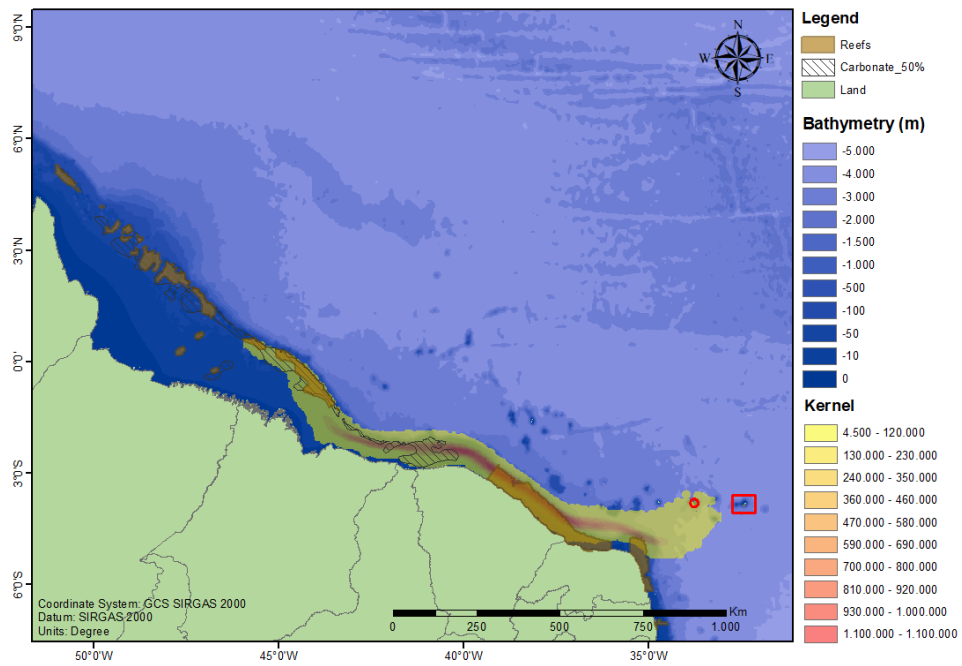 Legend
Reefs
Carbonate_50%
Land
Bathymetry (m)
-5.000
-4.000
-3.000
-2.000
-1.500
-1.000
-500
-100
-50
-10
0
Kernel
4.500 - 120.000
130.000 - 230.000
240.000 - 350.000
360.000 - 460.000
470.000 - 580.000
590.000 - 690.000
700.000 - 800.000
810.000 - 920.000
930.000 - 1.000.000
1.100.000 - 1.100.000
N
W E
S
9°0'N
6°0'N
3°0'N
0°0'
3°0'S
6°0'S
Coordinate System: GCS SIRGAS 2000
Datum: SIRGAS 2000
Units: Degree
Km
0 250 500 750 1.000
50°0'W 45°0'W 40°0'W 35°0'W